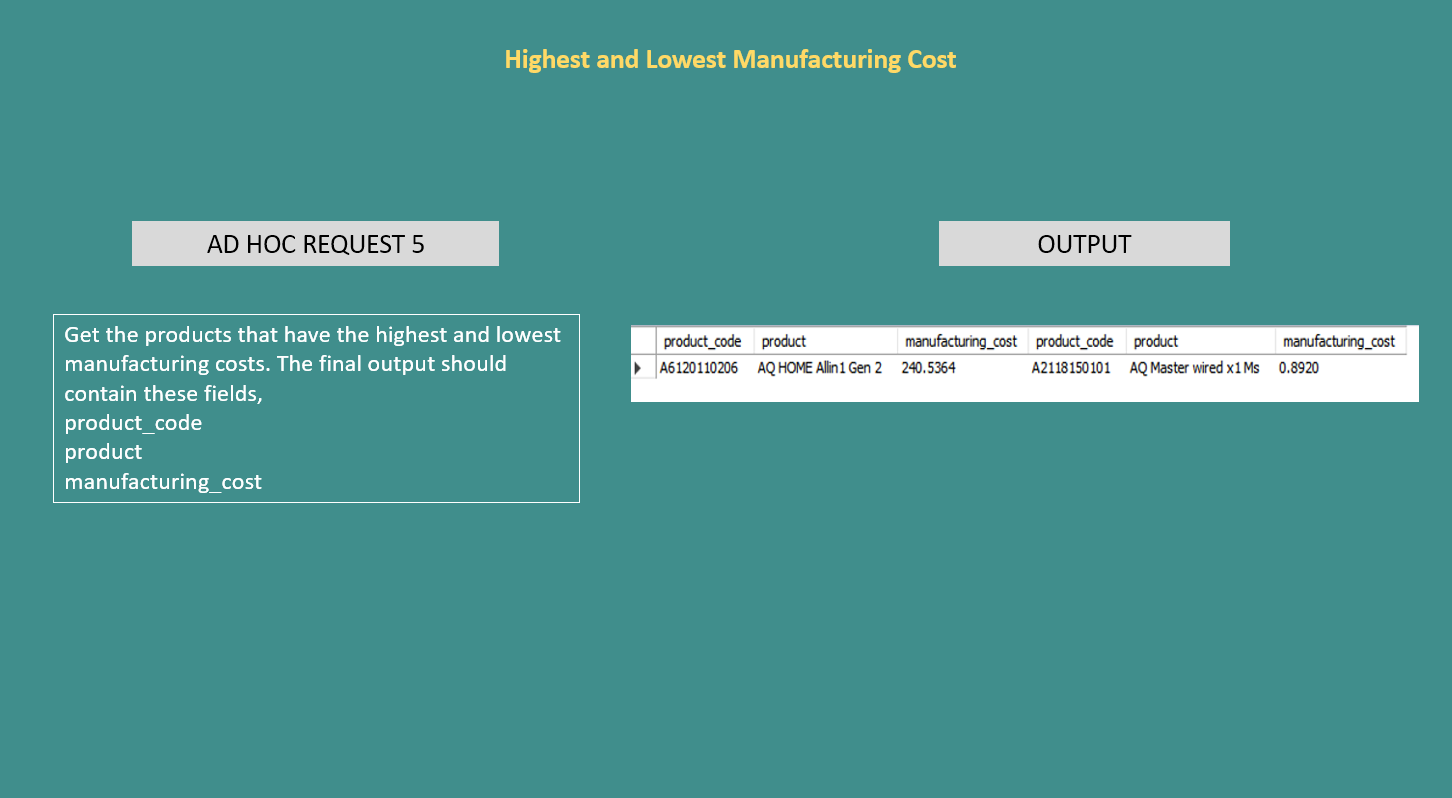 Highest and Lowest Manufacturing Cost
AD HOC REQUEST 5
OUTPUT
Get the products that have the highest and lowest
manufacturing costs. The final output should
contain these fields,
product_code
product
manufacturing_cost
product_code product manufacturing_cost product_code product manufacturing_cost
A6120110206 AQ HOME Allin1 Gen 2 240.5364 A2118150101 AQ Master wired x1 Ms 0.8920